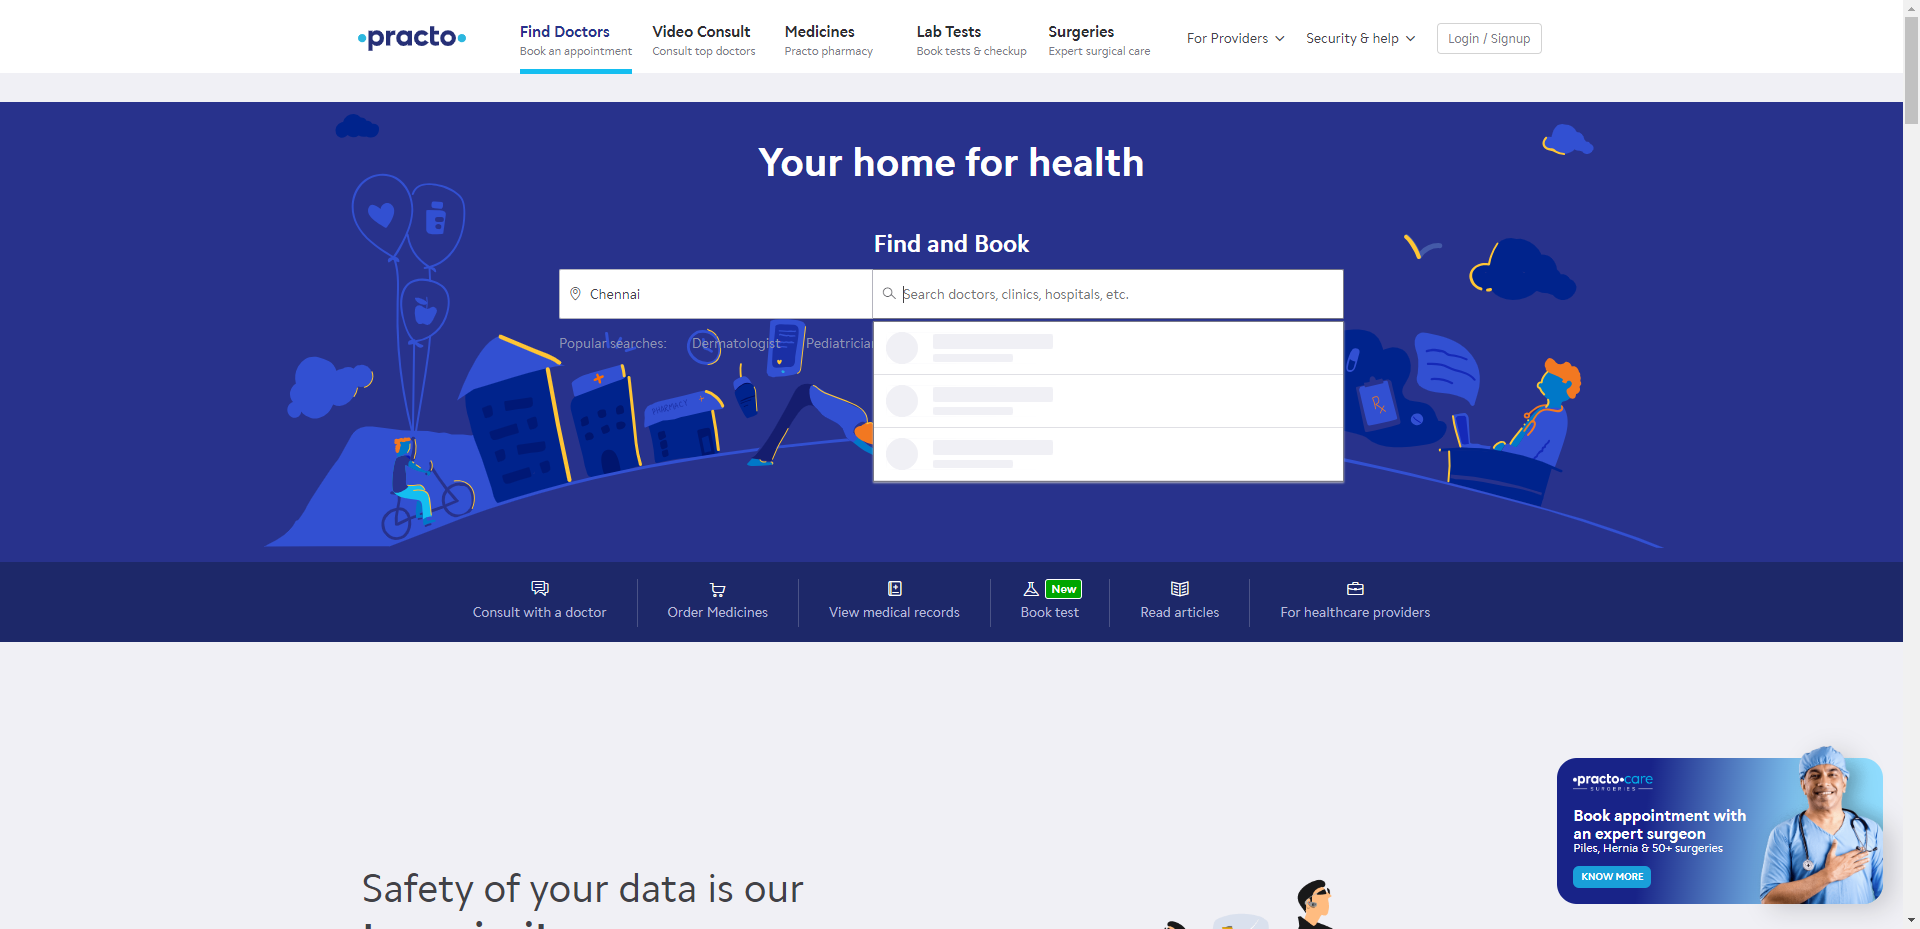 practo
Find Doctors
Book an appointment
Video Consult
Consult top doctors
Medicines
Practo pharmacy
Lab Tests
Book tests & checkup
Surgeries
Expert surgical care
For Providers
Security & help
Login / Signup
Your home for health
Find and Book
Chennai
Search doctors, clinics, hospitals, etc.
Popular searches: Dermatologist Pediatrician
PHARMACY
Rx
Consult with a doctor
Order Medicines
View medical records
New
Book test
Read articles
For healthcare providers
practo care
SURGERIES
Book appointment with
an expert surgeon
Piles, Hernia & 50+ surgeries
KNOW MORE
Safety of your data is our